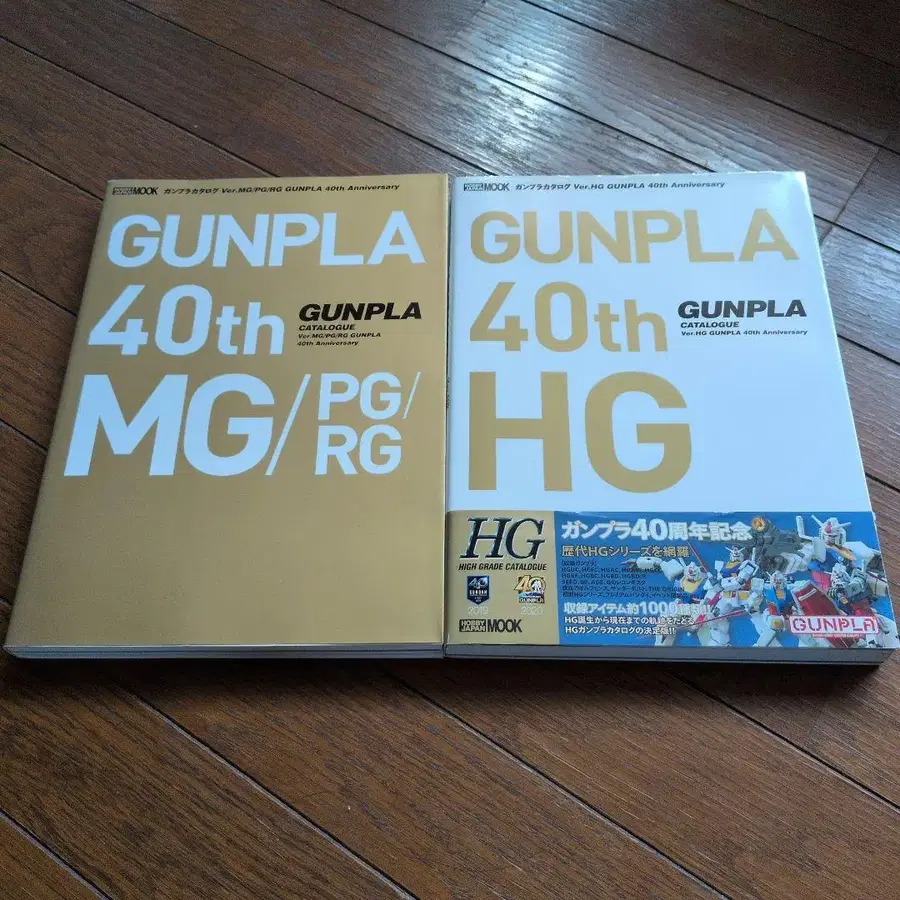 HOBBY JAPAN MOOK ガンプラカタログ Ver.MG/PG/RG GUNPLA 40th Anniversary
GUNPLA
40th
GUNPLA
CATALOGUE
Ver.MG/PG/RG GUNPLA
40th Anniversary
MG/PG/
RG
HOBBY JAPAN MOOK ガンプラカタログ Ver.HG GUNPLA 40th Anniversary
GUNPLA
40th
GUNPLA
CATALOGUE
Ver.HG GUNPLA 40th Anniversary
HG
HG
HIGH GRADE CATALOGUE
2019
2020
HOBBY JAPAN MOOK
ガンプラ40周年記念
歴代HGシリーズを網羅
収録アイテム約1000種類!!
HG誕生から現在までの軌跡をたどる
HGガンプラカタログの決定版!!
GUNPLA